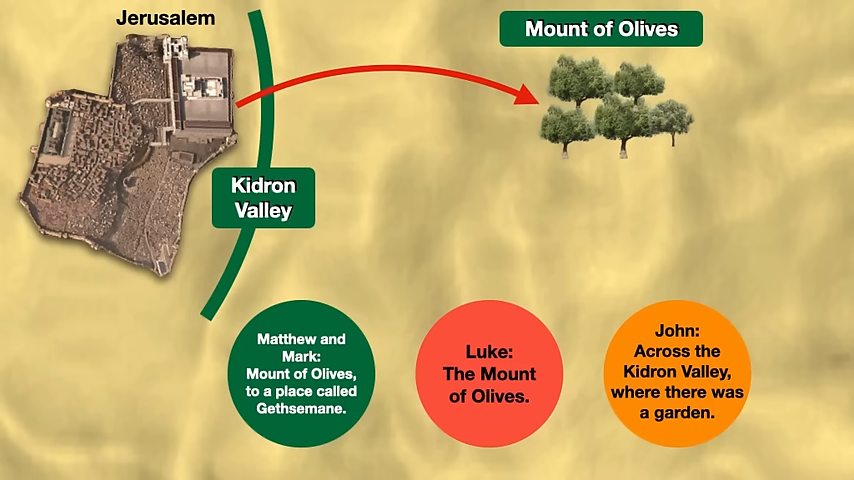 Jerusalem
Mount of Olives
Kidron
Valley
Matthew and
Mark:
Mount of Olives,
to a place called
Gethsemane.
Luke:
The Mount
of Olives.
John:
Across the
Kidron Valley,
where there was
a garden.